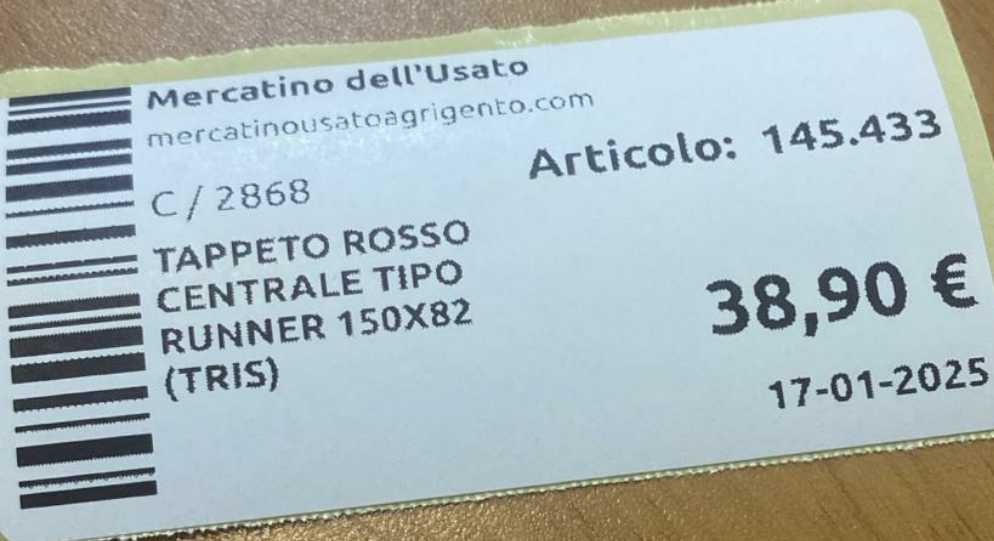 Mercatino dell'Usato
mercatinousatoagrigento.com
Articolo: 145.433
C / 2868
TAPPETO ROSSO
CENTRALE TIPO
RUNNER 150X82
(TRIS)
38,90 €
17-01-2025